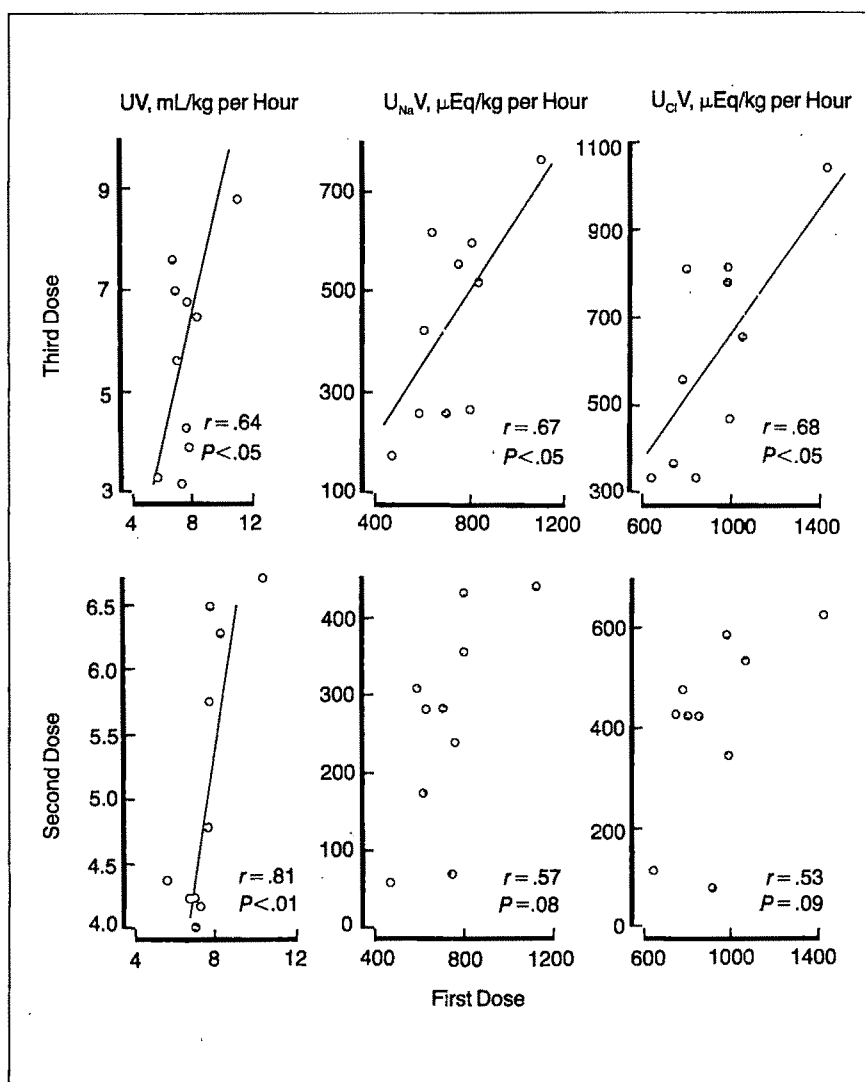 UV, mL/kg per Hour
U_Na V, µEq/kg per Hour
U_Cl V, µEq/kg per Hour
Third Dose
9
7
5
3
4
8
12
r=.64
P<.05
700
500
300
100
400
800
1200
r=.67
P<.05
1100
900
700
500
300
600
1000
1400
r=.68
P<.05
Second Dose
6.5
6.0
5.5
5.0
4.5
4.0
4
8
12
r=.81
P<.01
400
300
200
100
0
400
800
1200
r=.57
P=.08
600
400
200
0
600
1000
1400
r=.53
P=.09
First Dose